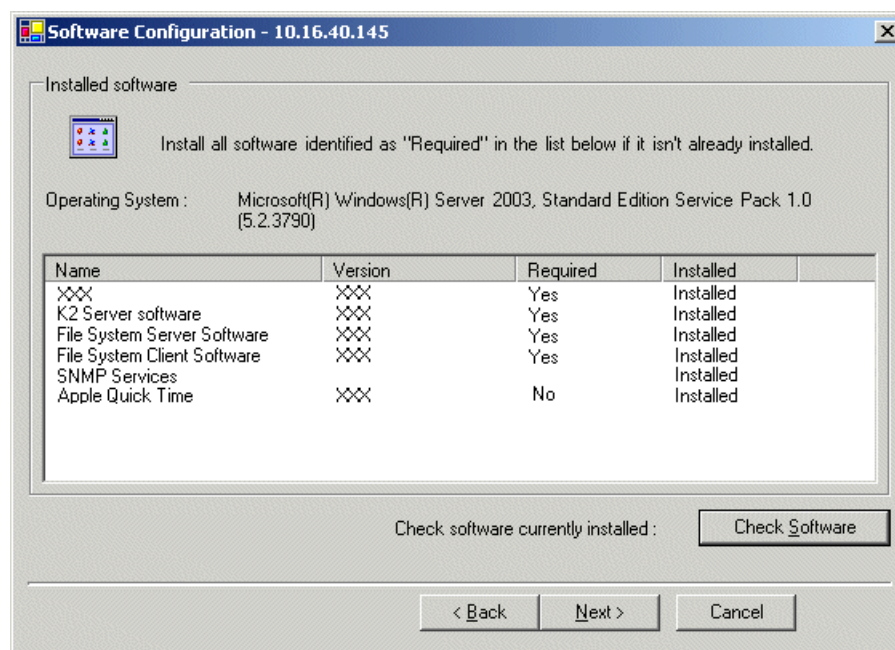 Software Configuration - 10.16.40.145
Installed software
Install all software identified as "Required" in the list below if it isn't already installed.
Operating System : Microsoft(R) Windows(R) Server 2003, Standard Edition Service Pack 1.0
(5.2.3790)
Name Version Required Installed
XXX XXX Yes Installed
K2 Server software XXX Yes Installed
File System Server Software XXX Yes Installed
File System Client Software XXX Yes Installed
SNMP Services Installed
Apple Quick Time XXX No Installed
Check software currently installed : Check Software
< Back Next > Cancel